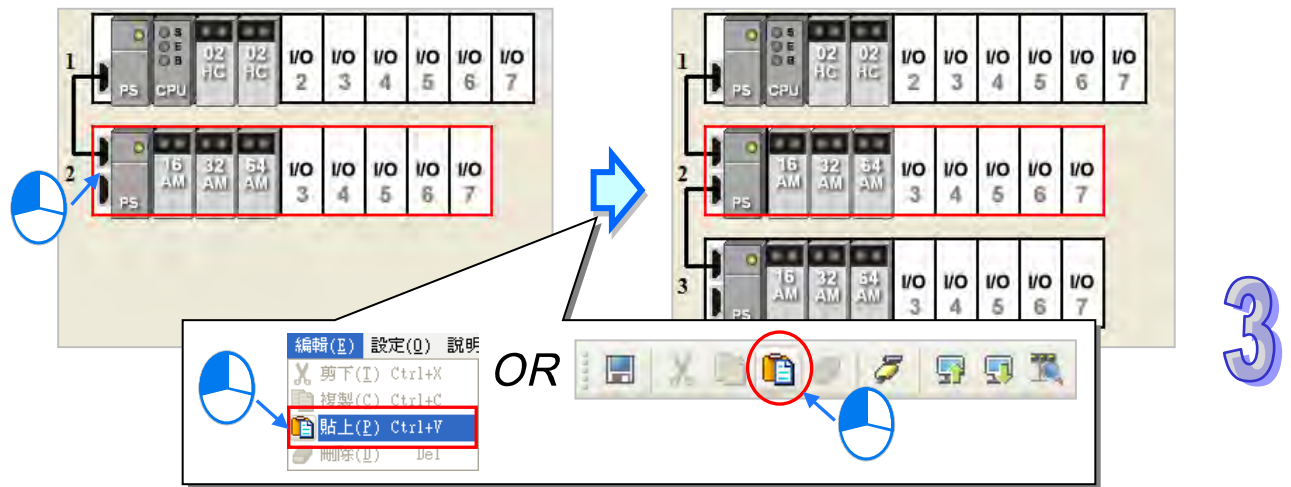 1 PS CPU S E B 02 HC 02 HC I/O 2 I/O 3 I/O 4 I/O 5 I/O 6 I/O 7
2 PS 16 AM 32 AM 64 AM I/O 3 I/O 4 I/O 5 I/O 6 I/O 7
1 PS CPU S E B 02 HC 02 HC I/O 2 I/O 3 I/O 4 I/O 5 I/O 6 I/O 7
2 PS 16 AM 32 AM 64 AM I/O 3 I/O 4 I/O 5 I/O 6 I/O 7
3 PS 16 AM 32 AM 64 AM I/O 3 I/O 4 I/O 5 I/O 6 I/O 7
編輯(E) 設定(O) 說明
剪下(T) Ctrl+X
複製(C) Ctrl+C
貼上(P) Ctrl+V
刪除(D) Del
OR
3